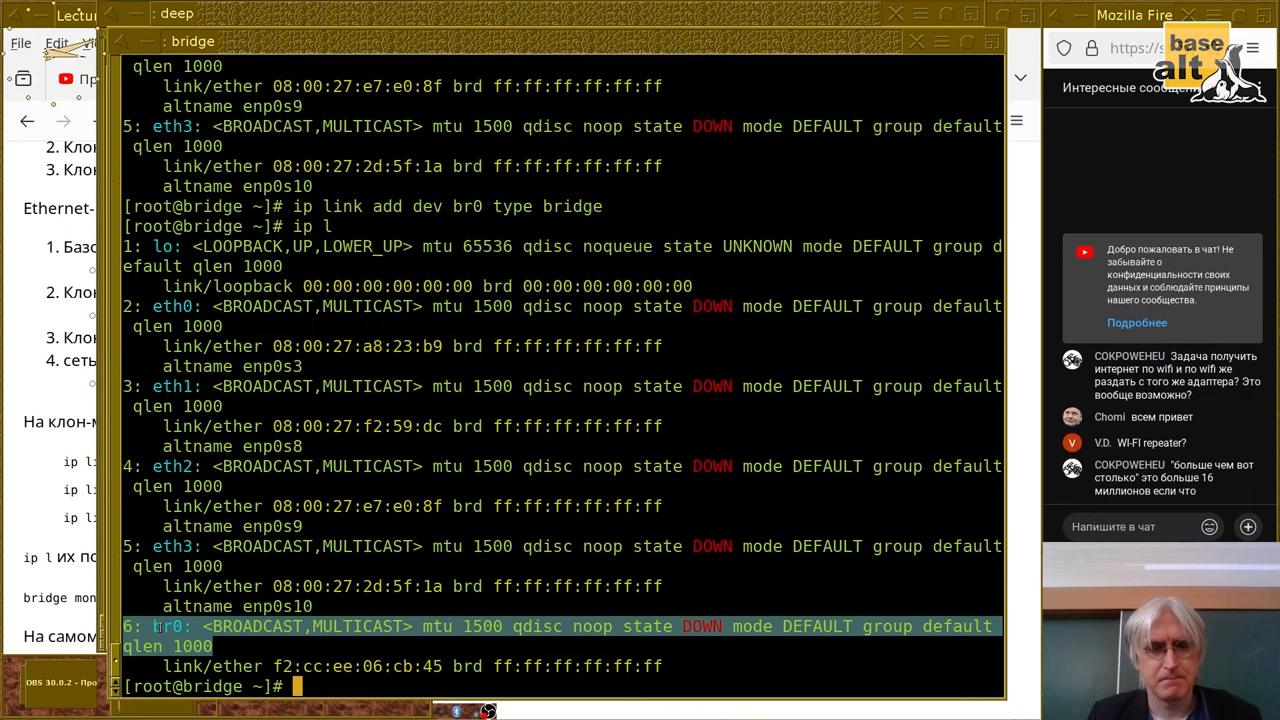 Lectur
: deep
Mozilla Fire
: bridge
File
Edit
Vi
https://s
base
alt
Пр
Интересные сообщения
2. Клон
3. Клон
Ethernet-
1. Базо
2. Клон
3. Клон
4. сеть
На клон-м
ip li
ip li
ip li
ip l их по
bridge mon
На самом
qlen 1000
link/ether 08:00:27:e7:e0:8f brd ff:ff:ff:ff:ff:ff
altname enp0s9
5: eth3: <BROADCAST,MULTICAST> mtu 1500 qdisc noop state DOWN mode DEFAULT group default
qlen 1000
link/ether 08:00:27:2d:5f:1a brd ff:ff:ff:ff:ff:ff
altname enp0s10
[root@bridge ~]# ip link add dev br0 type bridge
[root@bridge ~]# ip l
1: lo: <LOOPBACK,UP,LOWER_UP> mtu 65536 qdisc noqueue state UNKNOWN mode DEFAULT group d
efault qlen 1000
link/loopback 00:00:00:00:00:00 brd 00:00:00:00:00:00
2: eth0: <BROADCAST,MULTICAST> mtu 1500 qdisc noop state DOWN mode DEFAULT group default
qlen 1000
link/ether 08:00:27:a8:23:b9 brd ff:ff:ff:ff:ff:ff
altname enp0s3
3: eth1: <BROADCAST,MULTICAST> mtu 1500 qdisc noop state DOWN mode DEFAULT group default
qlen 1000
link/ether 08:00:27:f2:59:dc brd ff:ff:ff:ff:ff:ff
altname enp0s8
4: eth2: <BROADCAST,MULTICAST> mtu 1500 qdisc noop state DOWN mode DEFAULT group default
qlen 1000
link/ether 08:00:27:e7:e0:8f brd ff:ff:ff:ff:ff:ff
altname enp0s9
5: eth3: <BROADCAST,MULTICAST> mtu 1500 qdisc noop state DOWN mode DEFAULT group default
qlen 1000
link/ether 08:00:27:2d:5f:1a brd ff:ff:ff:ff:ff:ff
altname enp0s10
6: br0: <BROADCAST,MULTICAST> mtu 1500 qdisc noop state DOWN mode DEFAULT group default
qlen 1000
link/ether f2:cc:ee:06:cb:45 brd ff:ff:ff:ff:ff:ff
[root@bridge ~]#
Добро пожаловать в чат! Не
забывайте о
конфиденциальности своих
данных и соблюдайте принципы
нашего сообщества.
Подробнее
COKPOWEHEU Задача получить
интернет по wifi и по wifi же
раздать с того же адаптера? Это
вообще возможно?
Chomi всем привет
V.D. WI-FI repeater?
COKPOWEHEU "больше чем вот
столько" это больше 16
миллионов если что
Напишите в чат
OBS 30.0.2 - Про